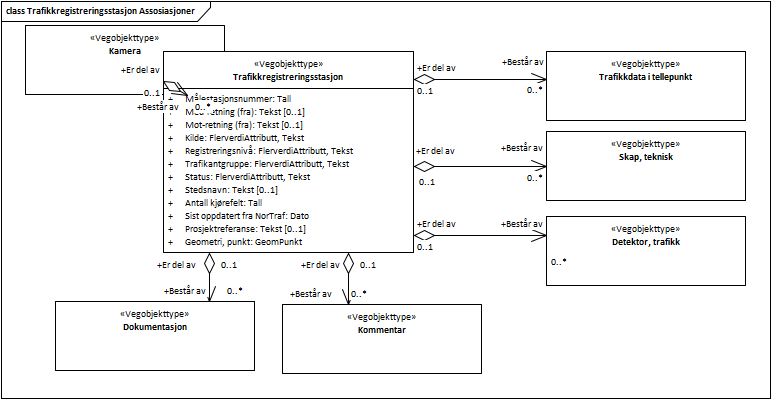 class Trafikkregistreringsstasjon Assosiasjoner
«Vegobjekttype»
Kamera
+Er del av
0..1
+Består av
0..*
«Vegobjekttype»
Trafikkregistreringsstasjon
+ Målestasjonsnummer: Tall
+ Med-retning (fra): Tekst [0..1]
+ Mot-retning (fra): Tekst [0..1]
+ Kilde: FlerverdiAttributt, Tekst
+ Registreringsnivå: FlerverdiAttributt, Tekst
+ Trafikantgruppe: FlerverdiAttributt, Tekst
+ Status: FlerverdiAttributt, Tekst
+ Stedsnavn: Tekst [0..1]
+ Antall kjørefelt: Tall
+ Sist oppdatert fra NorTraf: Dato
+ Prosjektreferanse: Tekst [0..1]
+ Geometri, punkt: GeomPunkt
+Er del av
0..1
+Består av
0..*
«Vegobjekttype»
Trafikkdata i tellepunkt
+Er del av
0..1
+Består av
0..*
«Vegobjekttype»
Skap, teknisk
+Er del av
0..1
+Består av
0..*
«Vegobjekttype»
Detektor, trafikk
+Er del av
0..1
+Består av
0..*
«Vegobjekttype»
Dokumentasjon
+Er del av
0..1
+Består av
0..*
«Vegobjekttype»
Kommentar